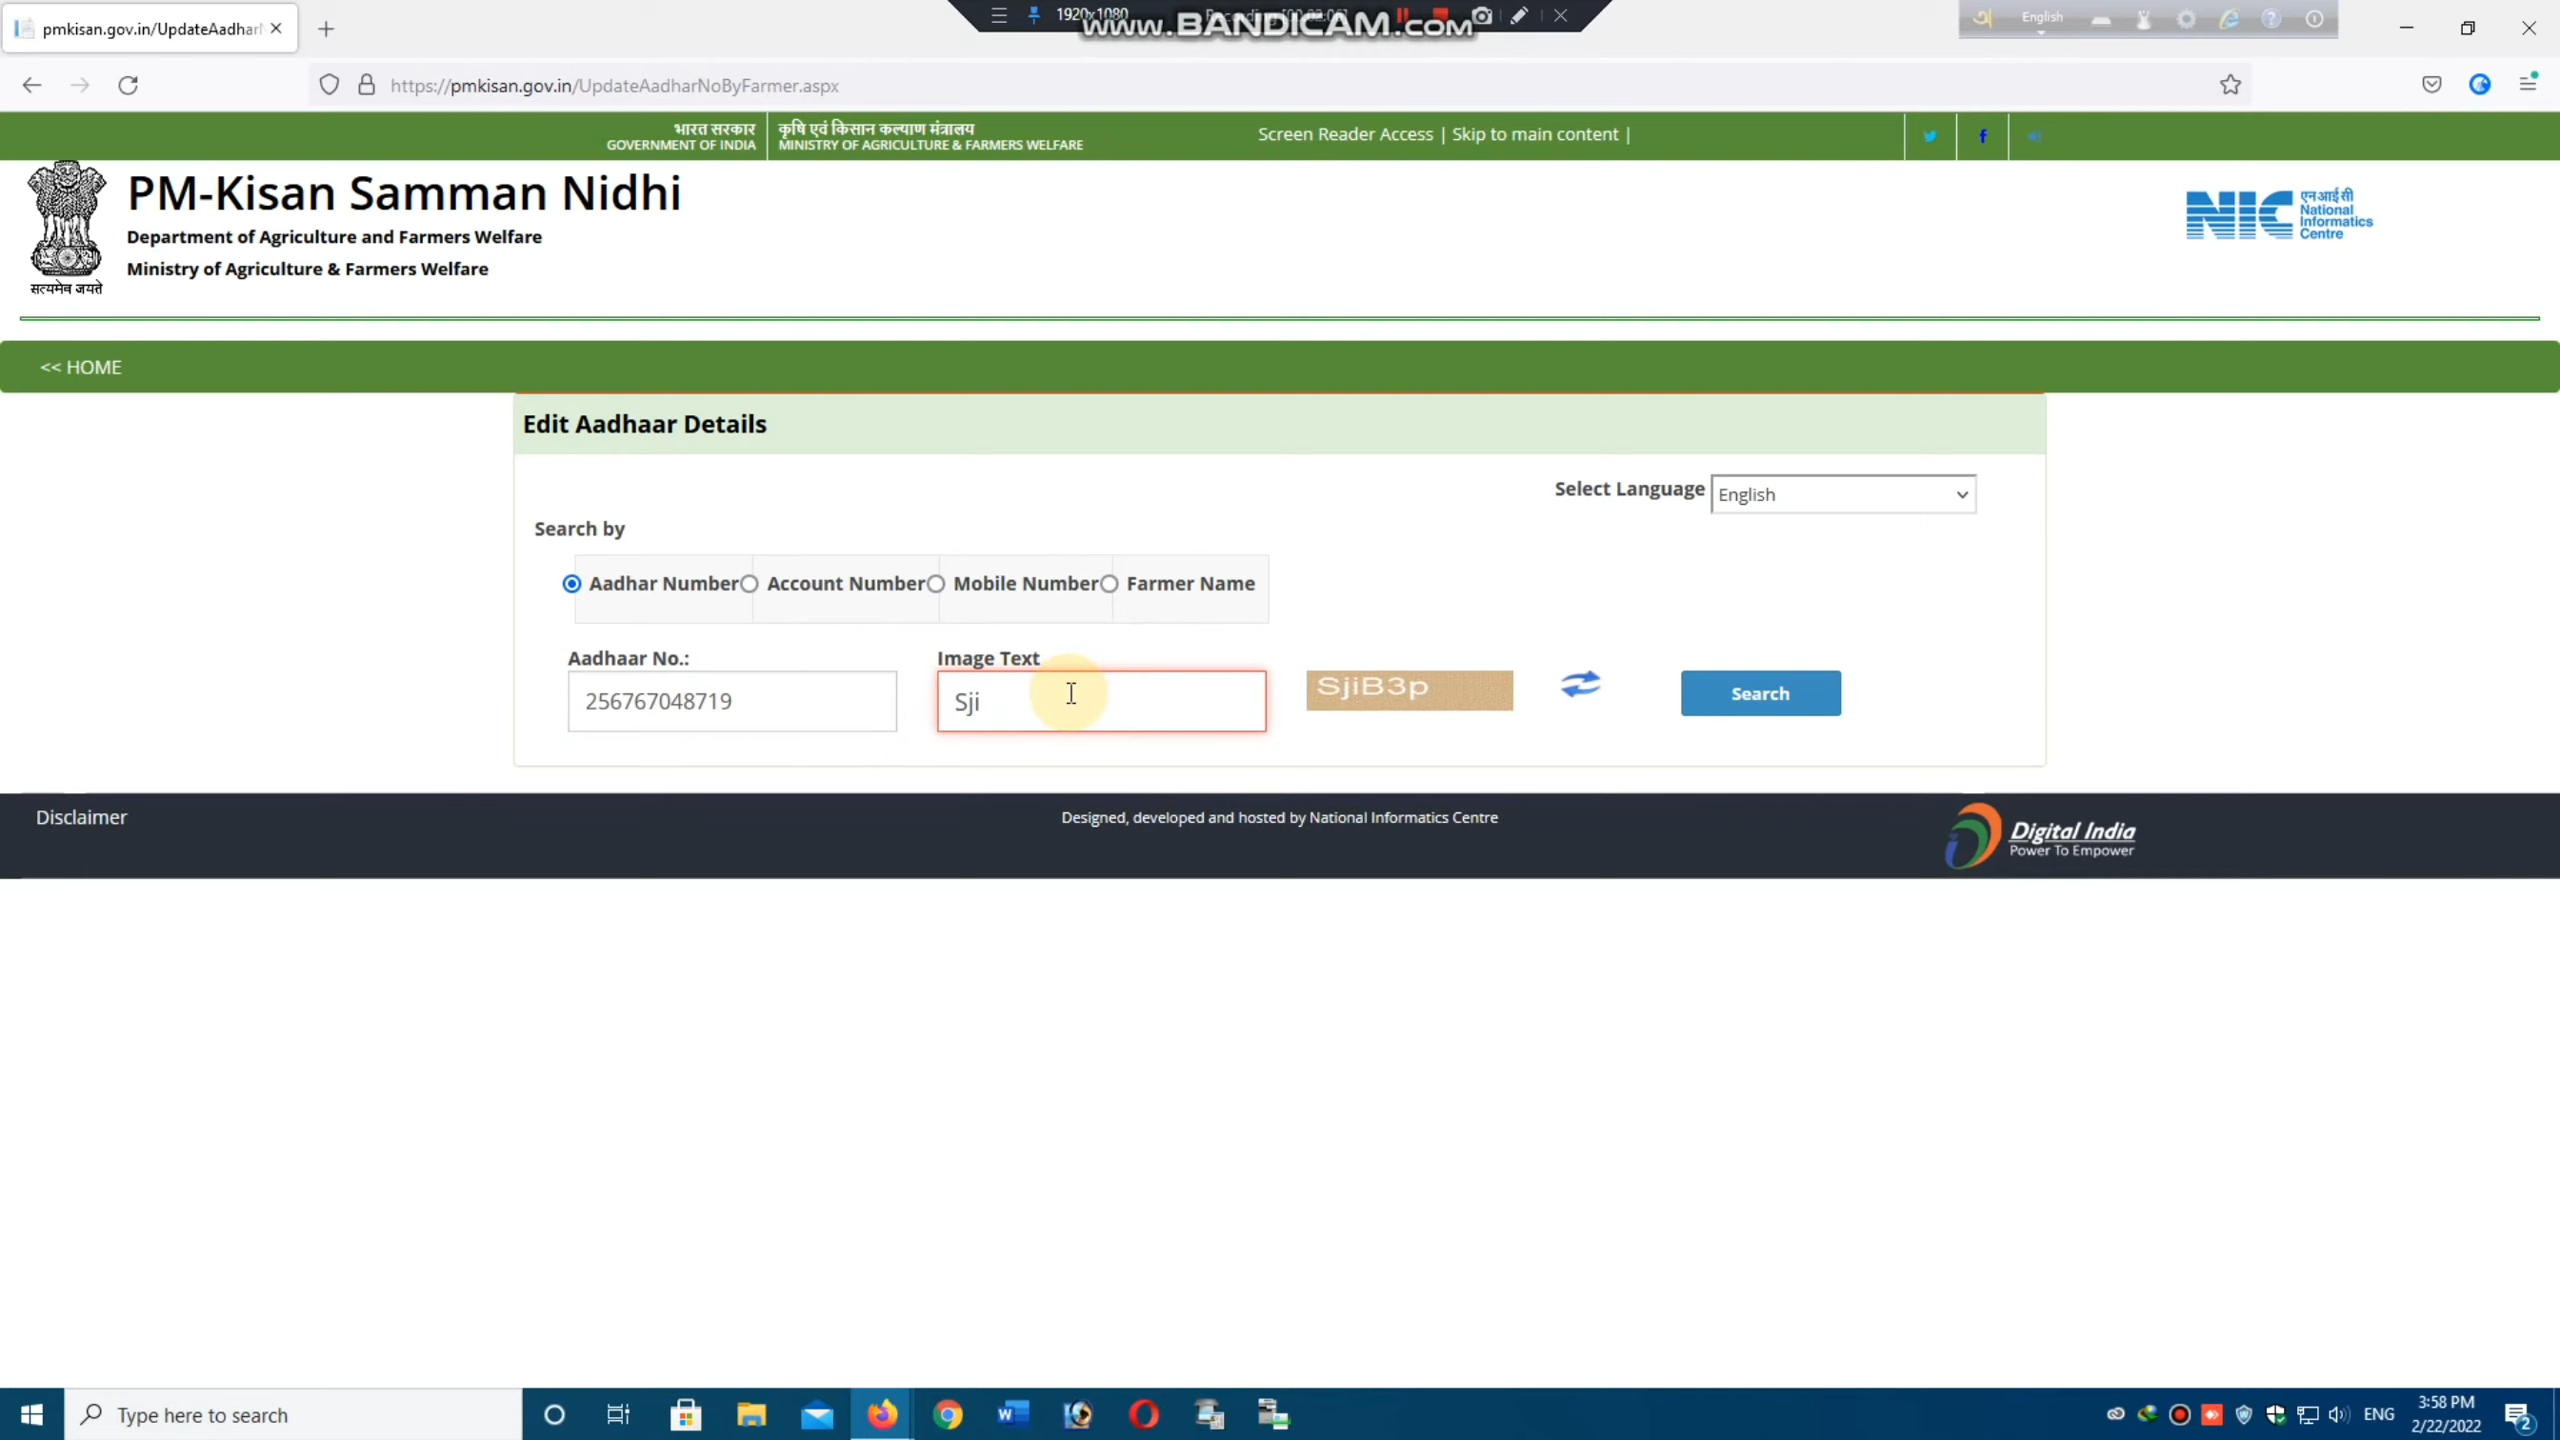 pmkisan.gov.in/UpdateAadharN
1920x1080
www.BANDICAM.com
English
https://pmkisan.gov.in/UpdateAadharNoByFarmer.aspx
भारत सरकार
GOVERNMENT OF INDIA
कृषि एवं किसान कल्याण मंत्रालय
MINISTRY OF AGRICULTURE & FARMERS WELFARE
Screen Reader Access | Skip to main content |
PM-Kisan Samman Nidhi
Department of Agriculture and Farmers Welfare
Ministry of Agriculture & Farmers Welfare
सत्यमेव जयते
NIC
एनआईसी
National
Informatics
Centre
<< HOME
Edit Aadhaar Details
Select Language English
Search by
Aadhar Number Account Number Mobile Number Farmer Name
Aadhaar No.: Image Text
256767048719 Sji SjiB3p Search
Disclaimer
Designed, developed and hosted by National Informatics Centre
Digital India
Power To Empower
Type here to search
ENG
3:58 PM
2/22/2022
2